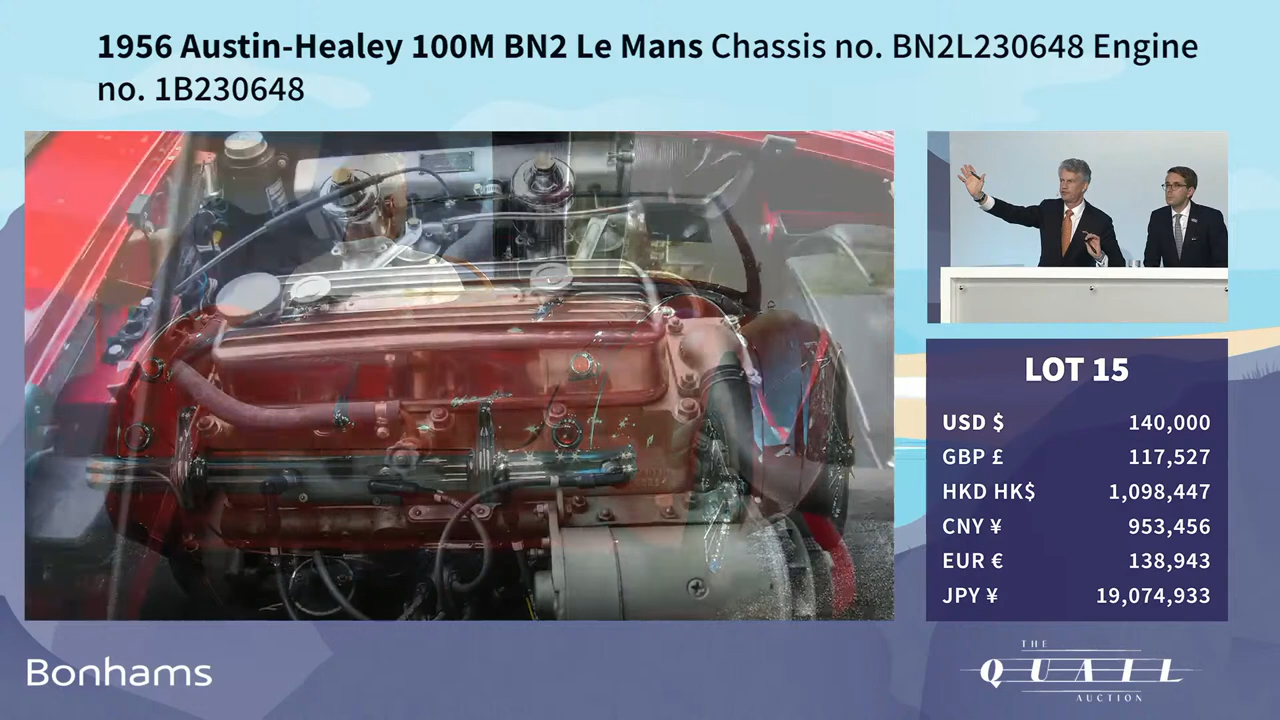 1956 Austin-Healey 100M BN2 Le Mans Chassis no. BN2L230648 Engine
no. 1B230648
LOT 15
USD $ 140,000
GBP £ 117,527
HKD HK$ 1,098,447
CNY ¥ 953,456
EUR € 138,943
JPY ¥ 19,074,933
Bonhams
THE
QUAIL
AUCTION